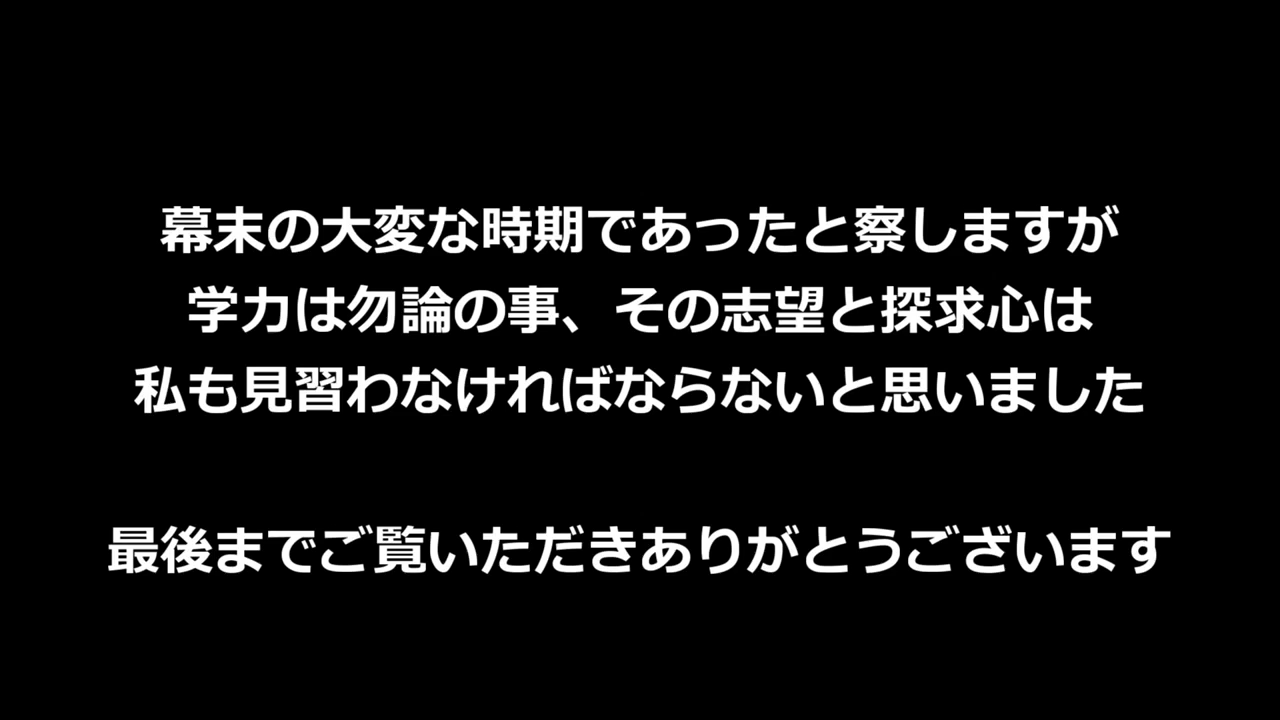 幕末の大変な時期であったと察しますが
学力は勿論の事、その志望と探求心は
私も見習わなければならないと思いました
最後までご覧いただきありがとうございます